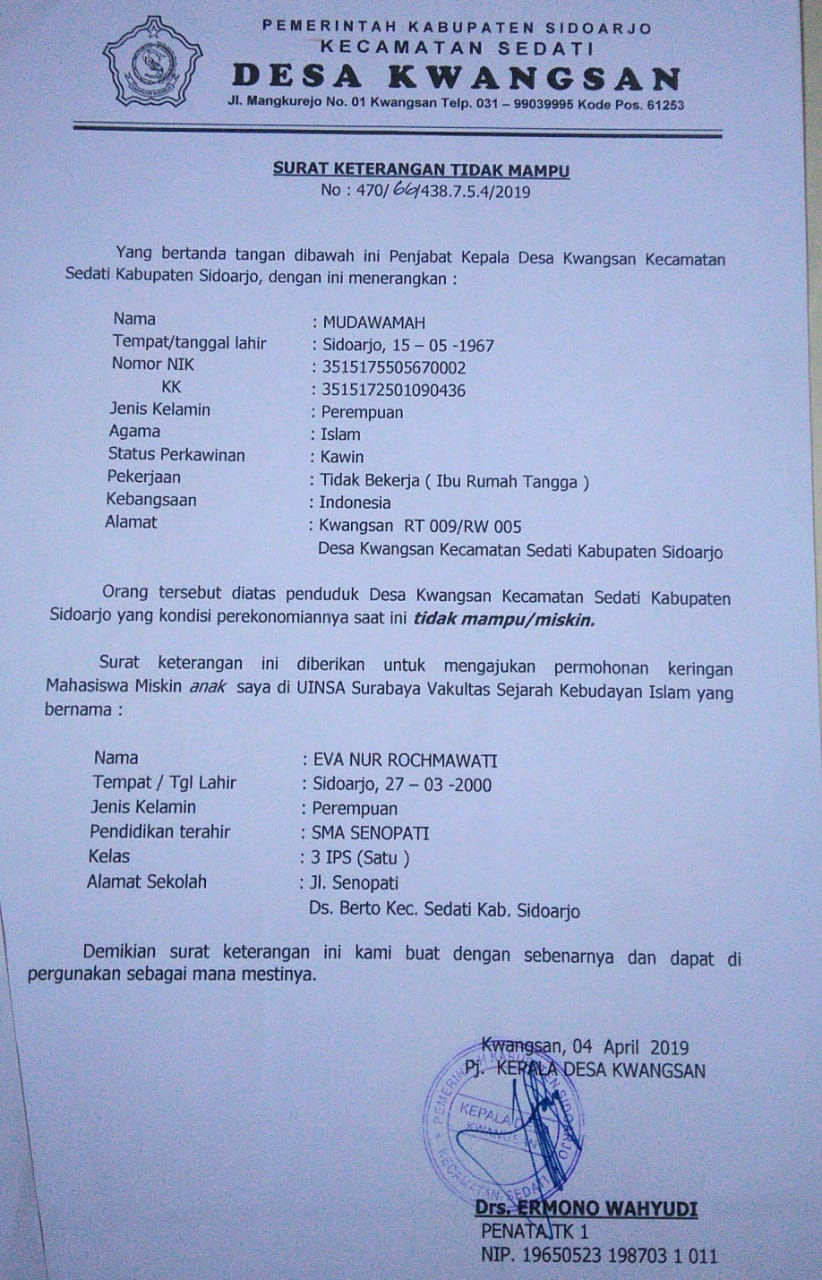 PEMERINTAH KABUPATEN SIDOARJO
KECAMATAN SEDATI
DESA KWANGSAN
Jl. Mangkurejo No. 01 Kwangsan Telp. 031 – 99039995 Kode Pos. 61253
SURAT KETERANGAN TIDAK MAMPU
No : 470/66/438.7.5.4/2019
Yang bertanda tangan dibawah ini Penjabat Kepala Desa Kwangsan Kecamatan
Sedati Kabupaten Sidoarjo, dengan ini menerangkan :
Nama : MUDAWAMAH
Tempat/tanggal lahir : Sidoarjo, 15 – 05 -1967
Nomor NIK : 3515175505670002
KK : 3515172501090436
Jenis Kelamin : Perempuan
Agama : Islam
Status Perkawinan : Kawin
Pekerjaan : Tidak Bekerja ( Ibu Rumah Tangga )
Kebangsaan : Indonesia
Alamat : Kwangsan RT 009/RW 005
Desa Kwangsan Kecamatan Sedati Kabupaten Sidoarjo
Orang tersebut diatas penduduk Desa Kwangsan Kecamatan Sedati Kabupaten
Sidoarjo yang kondisi perekonomiannya saat ini tidak mampu/miskin.
Surat keterangan ini diberikan untuk mengajukan permohonan keringan
Mahasiswa Miskin anak saya di UINSA Surabaya Vakultas Sejarah Kebudayan Islam yang
bernama :
Nama : EVA NUR ROCHMAWATI
Tempat / Tgl Lahir : Sidoarjo, 27 – 03 -2000
Jenis Kelamin : Perempuan
Pendidikan terahir : SMA SENOPATI
Kelas : 3 IPS (Satu )
Alamat Sekolah : Jl. Senopati
Ds. Berto Kec. Sedati Kab. Sidoarjo
Demikian surat keterangan ini kami buat dengan sebenarnya dan dapat di
pergunakan sebagai mana mestinya.
Kwangsan, 04 April 2019
Pj. KEPALA DESA KWANGSAN
PEMERINTAH KABUPATEN SIDOARJO
KEPALA DESA
KWANGSAN
KECAMATAN SEDATI
Drs. ERMONO WAHYUDI
PENATA TK 1
NIP. 19650523 198703 1 011